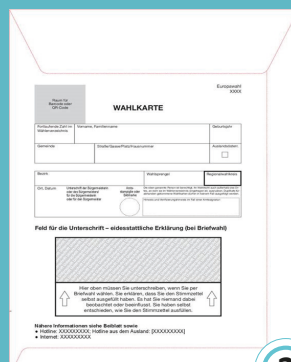 Europawahl
XXXX
Raum für
Barcode oder
QR-Code
WAHLKARTE
Fortlaufende Zahl im
Wählerverzeichnis
Vorname, Familienname
Geburtsjahr
Gemeinde
Straße/Gasse/Platz/Hausnummer
Auslandsösterr.
Bezirk
Wahlsprengel
Regionalwahlkreis
Ort, Datum
Feld für die Unterschrift – eidesstattliche Erklärung (bei Briefwahl)
Hier oben müssen Sie unterschreiben, wenn Sie per
Briefwahl wählen. Sie erklären, dass Sie den Stimmzettel
selbst ausgefüllt haben. Es hat Sie niemand dabei
beobachtet oder beeinflusst. Sie haben selbst
entschieden, wie Sie den Stimmzettel ausfüllen.
Nähere Informationen siehe Beiblatt sowie
● Hotline: XXXXXXXXX; Hotline aus dem Ausland: [XXXXXXXXX]
● Internet: XXXXXXXXX